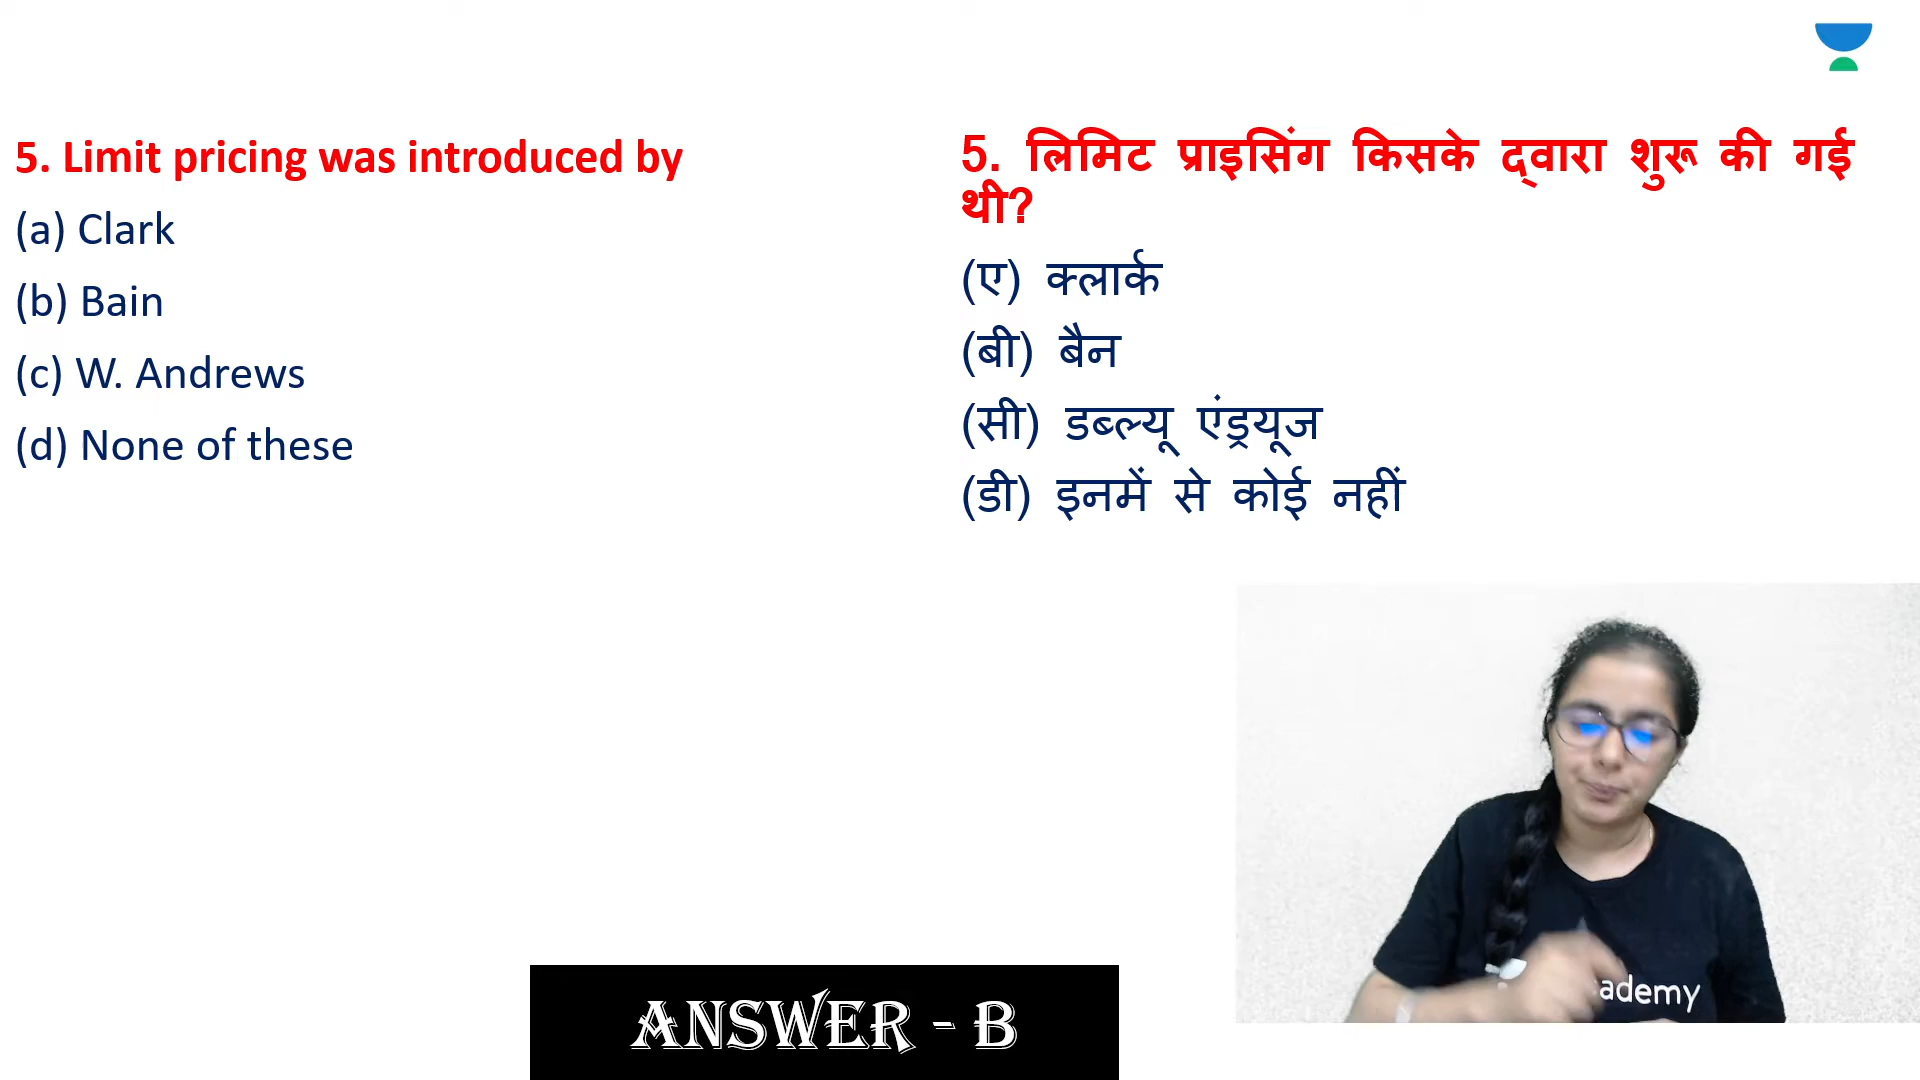 5. Limit pricing was introduced by
(a) Clark
(b) Bain
(c) W. Andrews
(d) None of these
5. लिमिट प्राइसिंग किसके द्वारा शुरू की गई
थी?
(ए) क्लार्क
(बी) बैन
(सी) डब्ल्यू एंड्रयूज
(डी) इनमें से कोई नहीं
ademy
ANSWER - B